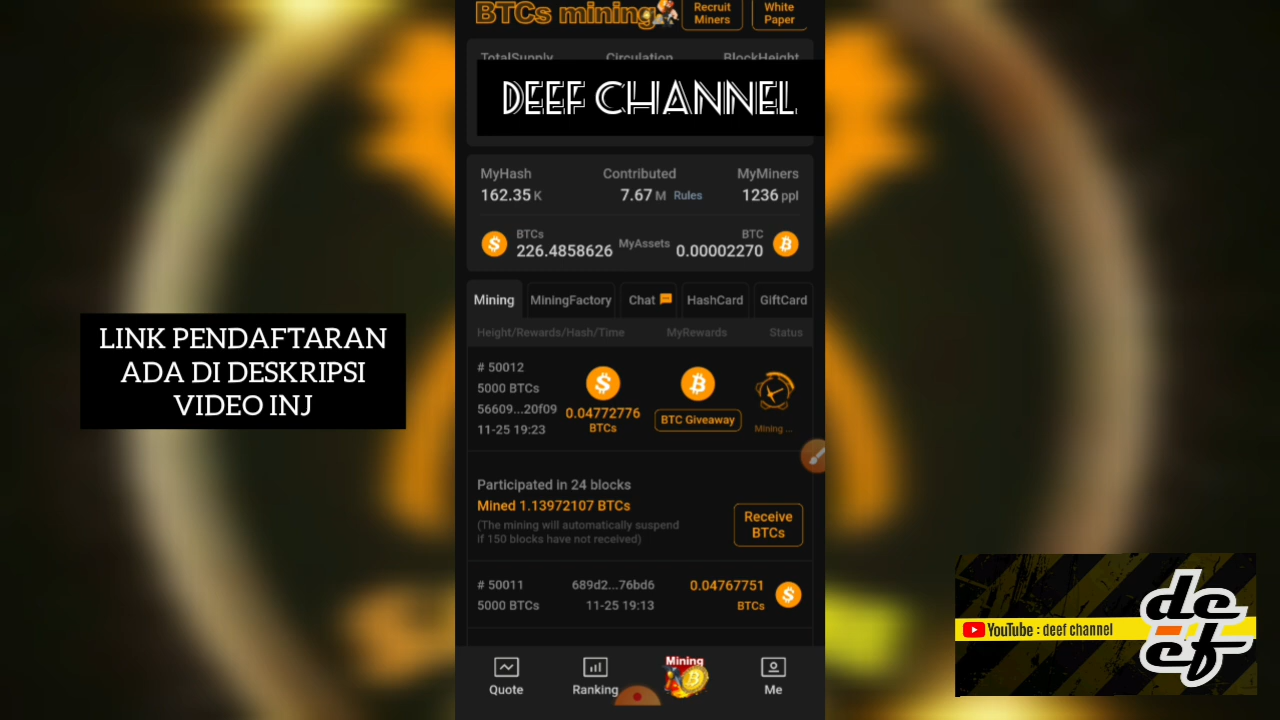 BTCs mining
Recruit Miners
White Paper
TotalSupply Circulation BlockHeight
DEEF CHANNEL
MyHash Contributed MyMiners
162.35 K 7.67 M Rules 1236 ppl
BTCs MyAssets BTC
226.4858626 0.00002270
Mining MiningFactory Chat HashCard GiftCard
Height/Rewards/Hash/Time MyRewards Status
# 50012
5000 BTCs
56609...20f09
11-25 19:23
0.04772776
BTCs
BTC Giveaway
Mining ...
Participated in 24 blocks
Mined 1.13972107 BTCs
(The mining will automatically suspend
if 150 blocks have not received)
Receive
BTCs
# 50011 689d2...76bd6 0.04767751
5000 BTCs 11-25 19:13 BTCs
Quote Ranking Mining Me
LINK PENDAFTARAN
ADA DI DESKRIPSI
VIDEO INJ
YouTube : deef channel
deef